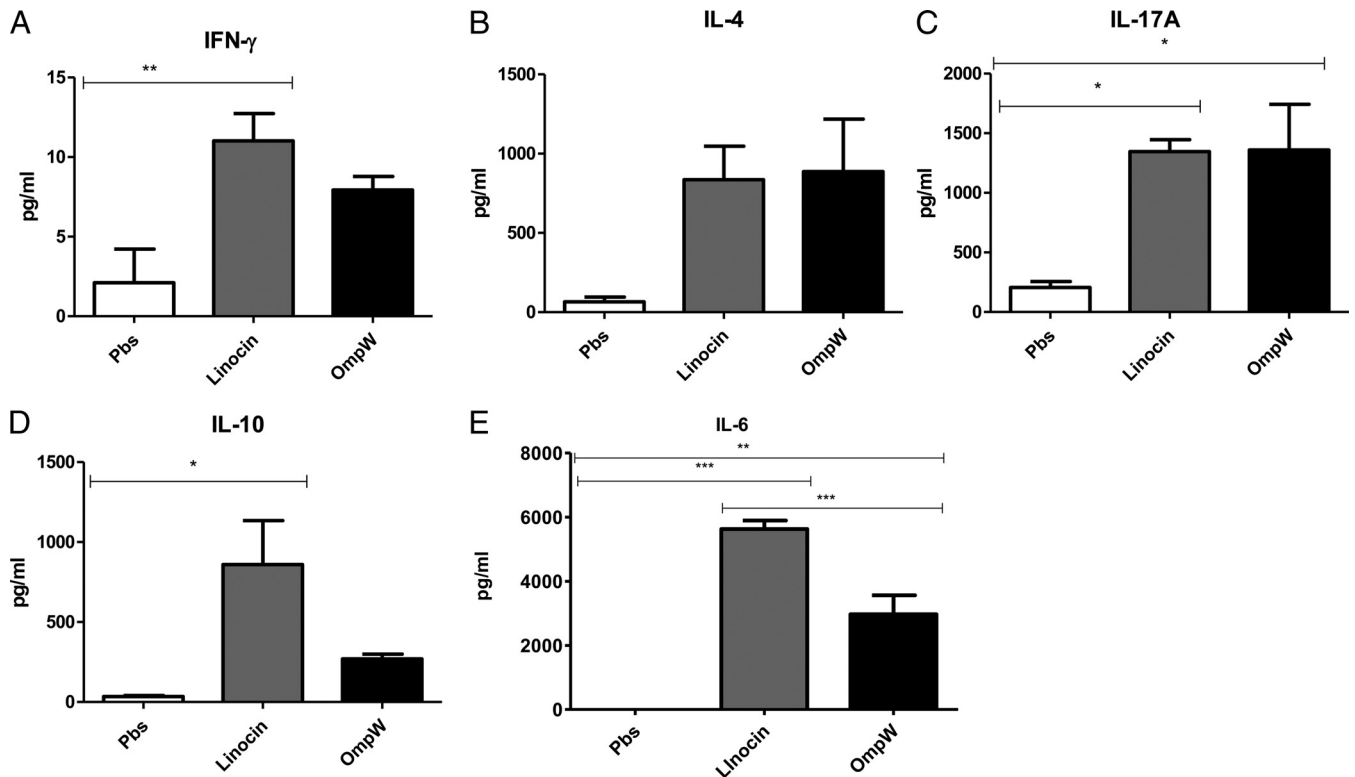 A
IFN-γ
**
15
10
5
0
pg/ml
Pbs
Linocin
OmpW
B
IL-4
1500
1000
500
0
pg/ml
Pbs
Linocin
OmpW
C
IL-17A
*
*
2000
1500
1000
500
0
pg/ml
Pbs
Linocin
OmpW
D
IL-10
*
1500
1000
500
0
pg/ml
Pbs
Linocin
OmpW
E
IL-6
**
***
***
8000
6000
4000
2000
0
pg/ml
Pbs
Linocin
OmpW